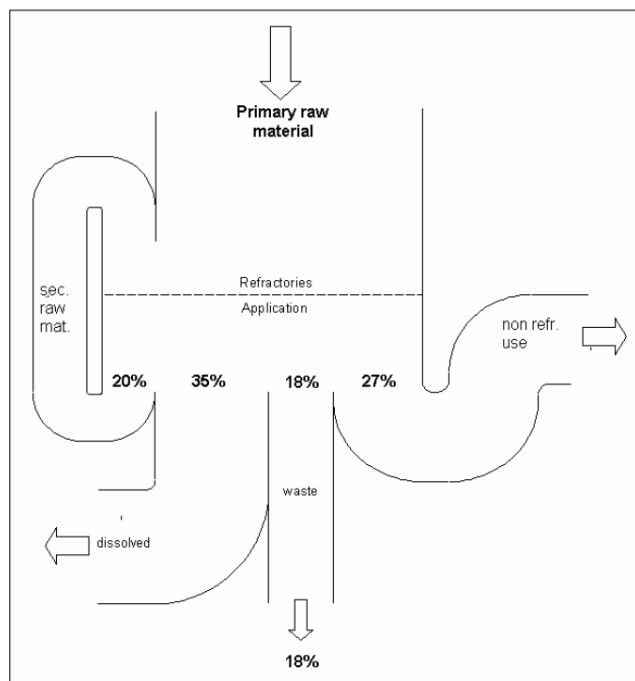 Primary raw
material
Refractories
Application
sec.
raw
mat.
non refr.
use
20%
35%
18%
27%
waste
dissolved
18%